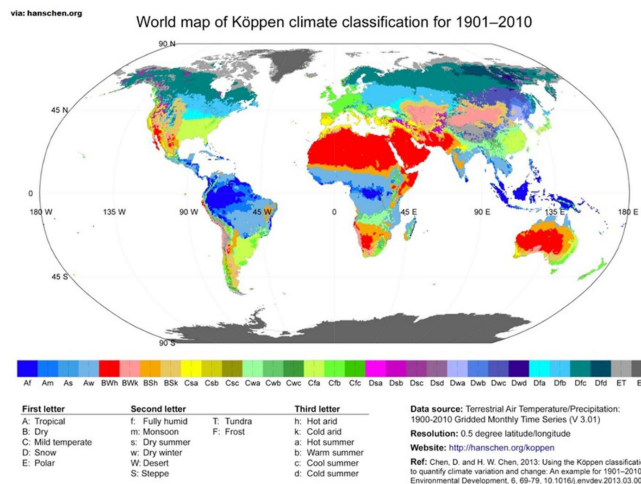 via: hanschen.org
World map of Köppen climate classification for 1901–2010
90 N
45 N
0
180 W 135 W 90 W 45 W 0 45 E 90 E 135 E 180 E
45 S
90 S
Af Am As Aw BWh BWk BSh BSk Csa Csb Csc Cwa Cwb Cwc Cfa Cfb Cfc Dsa Dsb Dsc Dsd Dwa Dwb Dwc Dwd Dfa Dfb Dfc Dfd ET E
First letter
A: Tropical
B: Dry
C: Mild temperate
D: Snow
E: Polar
Second letter
f: Fully humid
m: Monsoon
s: Dry summer
w: Dry winter
W: Desert
S: Steppe
T: Tundra
F: Frost
Third letter
h: Hot arid
k: Cold arid
a: Hot summer
b: Warm summer
c: Cool summer
d: Cold summer
Data source: Terrestrial Air Temperature/Precipitation:
1900-2010 Gridded Monthly Time Series (V 3.01)
Resolution: 0.5 degree latitude/longitude
Website: http://hanschen.org/koppen
Ref: Chen, D. and H. W. Chen, 2013: Using the Köppen classificati
to quantify climate variation and change: An example for 1901–2010
Environmental Development, 6, 69-79, 10.1016/j.envdev.2013.03.00